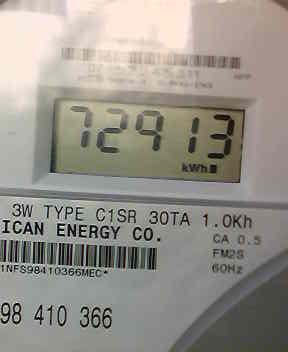 72913
kWh
3W TYPE C1SR 30TA 1.0Kh
ICAN ENERGY CO.
CA 0.5
FM2S
60Hz
1NFS98410366MEC*
98 410 366